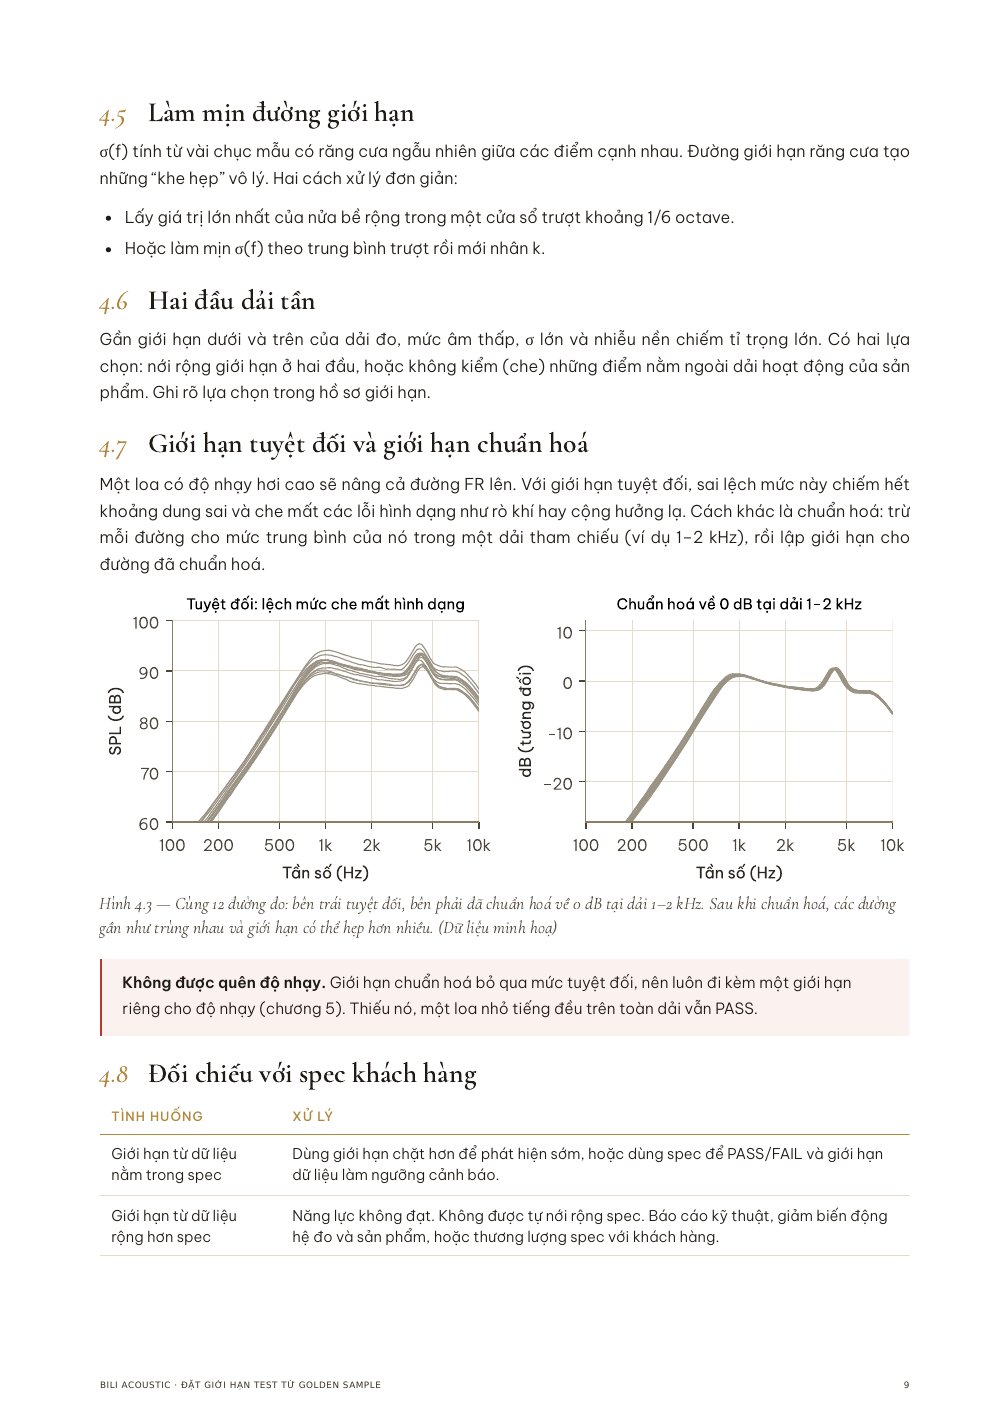 4.5 Làm mịn đường giới hạn
σ(f) tính từ vài chục mẫu có răng cưa ngẫu nhiên giữa các điểm cạnh nhau. Đường giới hạn răng cưa tạo
những “khe hẹp” vô lý. Hai cách xử lý đơn giản:
• Lấy giá trị lớn nhất của nửa bề rộng trong một cửa sổ trượt khoảng 1/6 octave.
• Hoặc làm mịn σ(f) theo trung bình trượt rồi mới nhân k.
4.6 Hai đầu dải tần
Gần giới hạn dưới và trên của dải đo, mức âm thấp, σ lớn và nhiễu nền chiếm tỉ trọng lớn. Có hai lựa
chọn: nới rộng giới hạn ở hai đầu, hoặc không kiểm (che) những điểm nằm ngoài dải hoạt động của sản
phẩm. Ghi rõ lựa chọn trong hồ sơ giới hạn.
4.7 Giới hạn tuyệt đối và giới hạn chuẩn hoá
Một loa có độ nhạy hơi cao sẽ nâng cả đường FR lên. Với giới hạn tuyệt đối, sai lệch mức này chiếm hết
khoảng dung sai và che mất các lỗi hình dạng như rò khí hay cộng hưởng lạ. Cách khác là chuẩn hoá: trừ
mỗi đường cho mức trung bình của nó trong một dải tham chiếu (ví dụ 1–2 kHz), rồi lập giới hạn cho
đường đã chuẩn hoá.
Tuyệt đối: lệch mức che mất hình dạng
100
90
80
70
60
SPL (dB)
100 200 500 1k 2k 5k 10k
Tần số (Hz)
Chuẩn hoá về 0 dB tại dải 1–2 kHz
10
0
−10
−20
dB (tương đối)
100 200 500 1k 2k 5k 10k
Tần số (Hz)
Hình 4.3 — Cùng 12 đường đo: bên trái tuyệt đối, bên phải đã chuẩn hoá về 0 dB tại dải 1–2 kHz. Sau khi chuẩn hoá, các đường
gần như trùng nhau và giới hạn có thể hẹp hơn nhiều. (Dữ liệu minh hoạ)
Không được quên độ nhạy. Giới hạn chuẩn hoá bỏ qua mức tuyệt đối, nên luôn đi kèm một giới hạn
riêng cho độ nhạy (chương 5). Thiếu nó, một loa nhỏ tiếng đều trên toàn dải vẫn PASS.
4.8 Đối chiếu với spec khách hàng
TÌNH HUỐNG XỬ LÝ
Giới hạn từ dữ liệu
nằm trong spec
Dùng giới hạn chặt hơn để phát hiện sớm, hoặc dùng spec để PASS/FAIL và giới hạn
dữ liệu làm ngưỡng cảnh báo.
Giới hạn từ dữ liệu
rộng hơn spec
Năng lực không đạt. Không được tự nới rộng spec. Báo cáo kỹ thuật, giảm biến động
hệ đo và sản phẩm, hoặc thương lượng spec với khách hàng.
BILI ACOUSTIC · ĐẶT GIỚI HẠN TEST TỪ GOLDEN SAMPLE 9